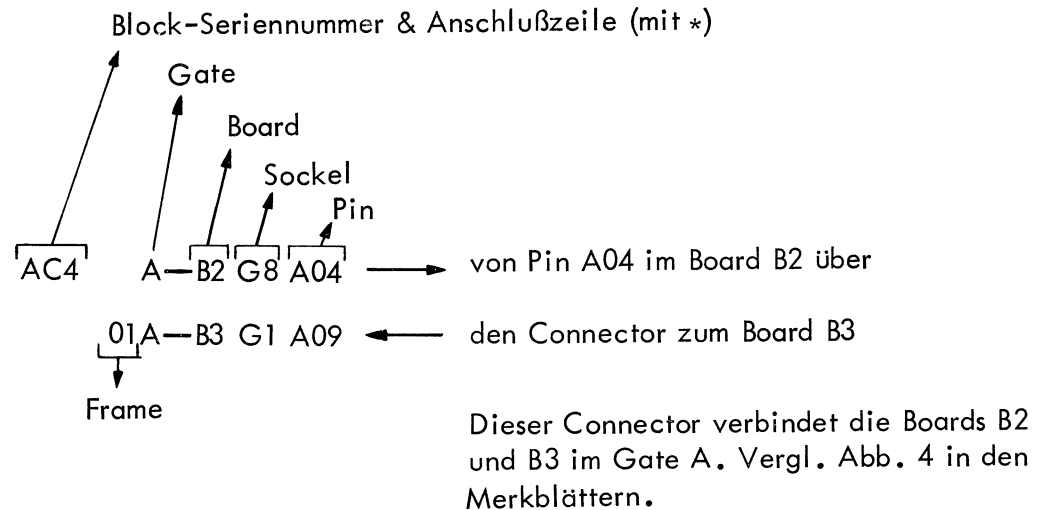 Block-Seriennummer & Anschlußzeile (mit *)
Gate
Board
Sockel
Pin
AC4 A—B2 G8 A04 von Pin A04 im Board B2 über
01A—B3 G1 A09 den Connector zum Board B3
Frame
Dieser Connector verbindet die Boards B2
und B3 im Gate A. Vergl. Abb. 4 in den
Merkblättern.